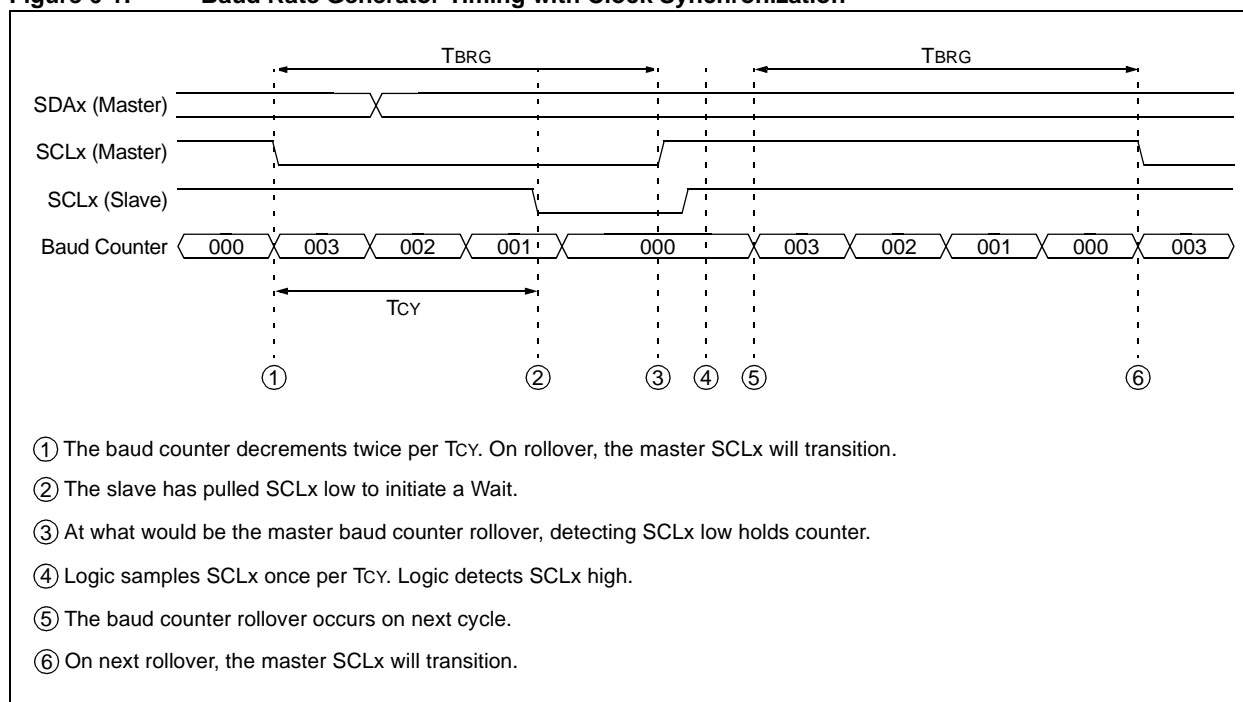 Figure 6-1: Baud Rate Generator Timing with Clock Synchronization
TBRG TBRG
SDAx (Master)
SCLx (Master)
SCLx (Slave)
Baud Counter 000 003 002 001 000 003 002 001 000 003
TCY
1 2 3 4 5 6
1 The baud counter decrements twice per TCY. On rollover, the master SCLx will transition.
2 The slave has pulled SCLx low to initiate a Wait.
3 At what would be the master baud counter rollover, detecting SCLx low holds counter.
4 Logic samples SCLx once per TCY. Logic detects SCLx high.
5 The baud counter rollover occurs on next cycle.
6 On next rollover, the master SCLx will transition.